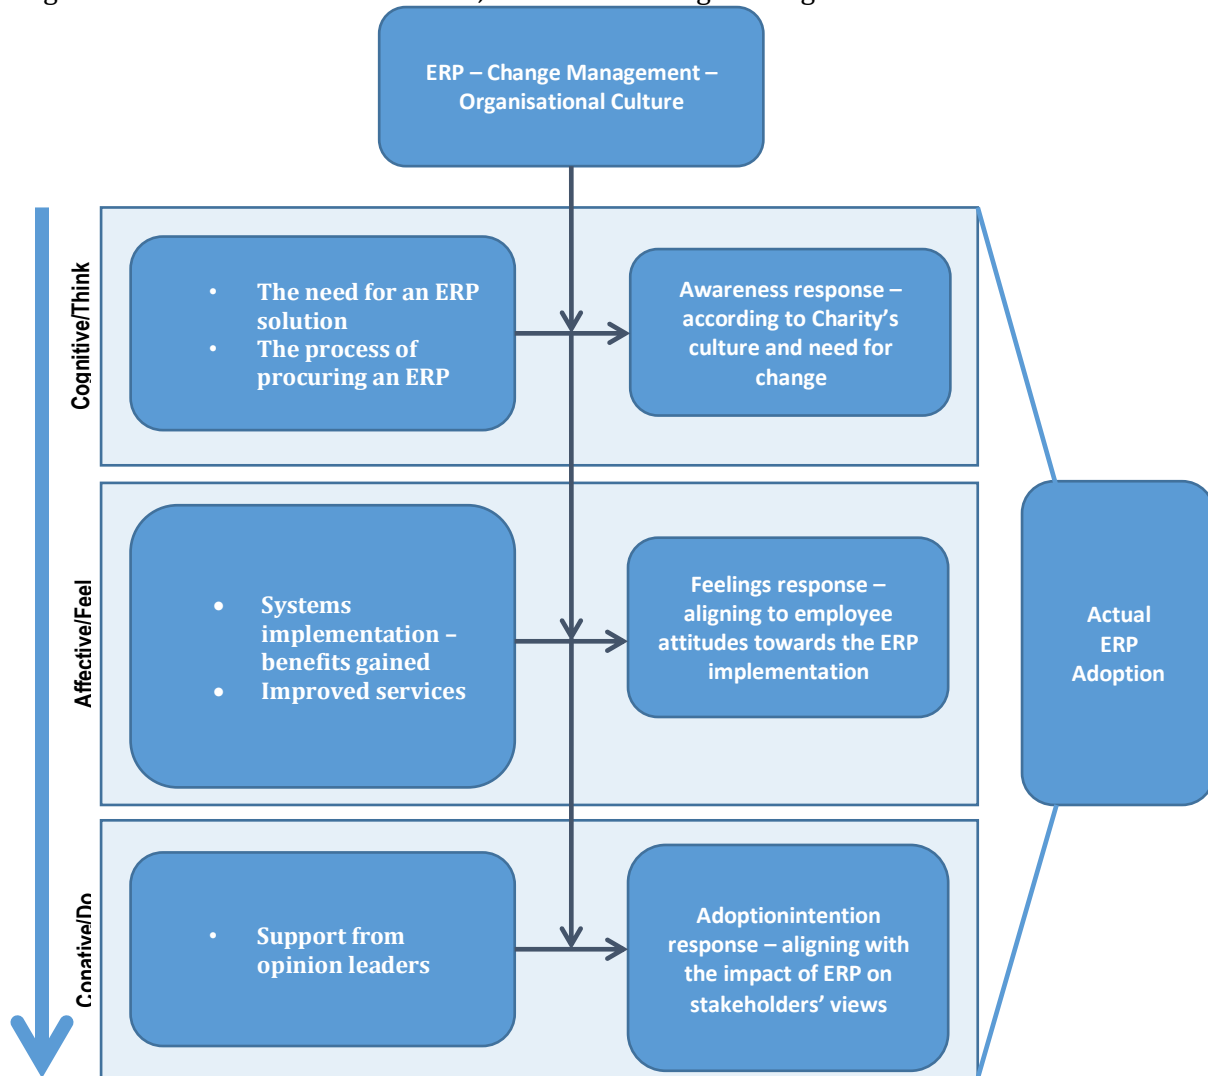 ERP – Change Management –
Organisational Culture
Cognitive/Think
• The need for an ERP
solution
• The process of
procuring an ERP
Awareness response –
according to Charity’s
culture and need for
change
Affective/Feel
• Systems
implementation –
benefits gained
• Improved services
Feelings response –
aligning to employee
attitudes towards the ERP
implementation
Actual
ERP
Adoption
Conative/Do
• Support from
opinion leaders
Adoptionintention
response – aligning with
the impact of ERP on
stakeholders’ views